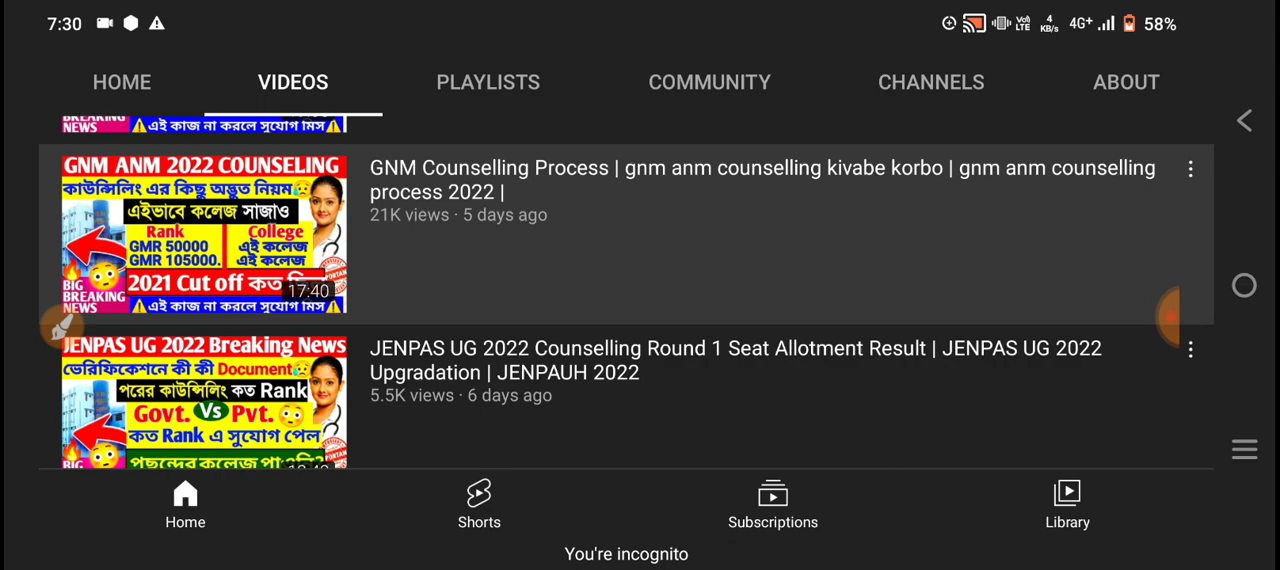 7:30
Vo)
LTE
4
KB/s
4G+
58%
HOME
VIDEOS
PLAYLISTS
COMMUNITY
CHANNELS
ABOUT
BREAKING
NEWS
⚠এই কাজ না করলে সুযোগ মিস⚠
GNM ANM 2022 COUNSELING
কাউন্সিলিং এর কিছু অদ্ভুত নিয়ম
এইভাবে কলেজ সাজাও
Rank
College
GMR 50000
এই কলেজ
GMR 105000.
এই কলেজ
2021 Cut off কত
17:40
BIG
BREAKING
NEWS
⚠এই কাজ না করলে সুযোগ মিস⚠
GNM Counselling Process | gnm anm counselling kivabe korbo | gnm anm counselling
process 2022 |
21K views · 5 days ago
JENPAS UG 2022 Breaking News
ভেরিফিকেশনে কী কী Document
পরের কাউন্সিলিং কত Rank
Govt. Vs Pvt.
কত Rank এ সুযোগ পেল
BIG
পছন্দের কলেজ
JENPAS UG 2022 Counselling Round 1 Seat Allotment Result | JENPAS UG 2022
Upgradation | JENPAUH 2022
5.5K views · 6 days ago
Home
Shorts
Subscriptions
Library
You're incognito